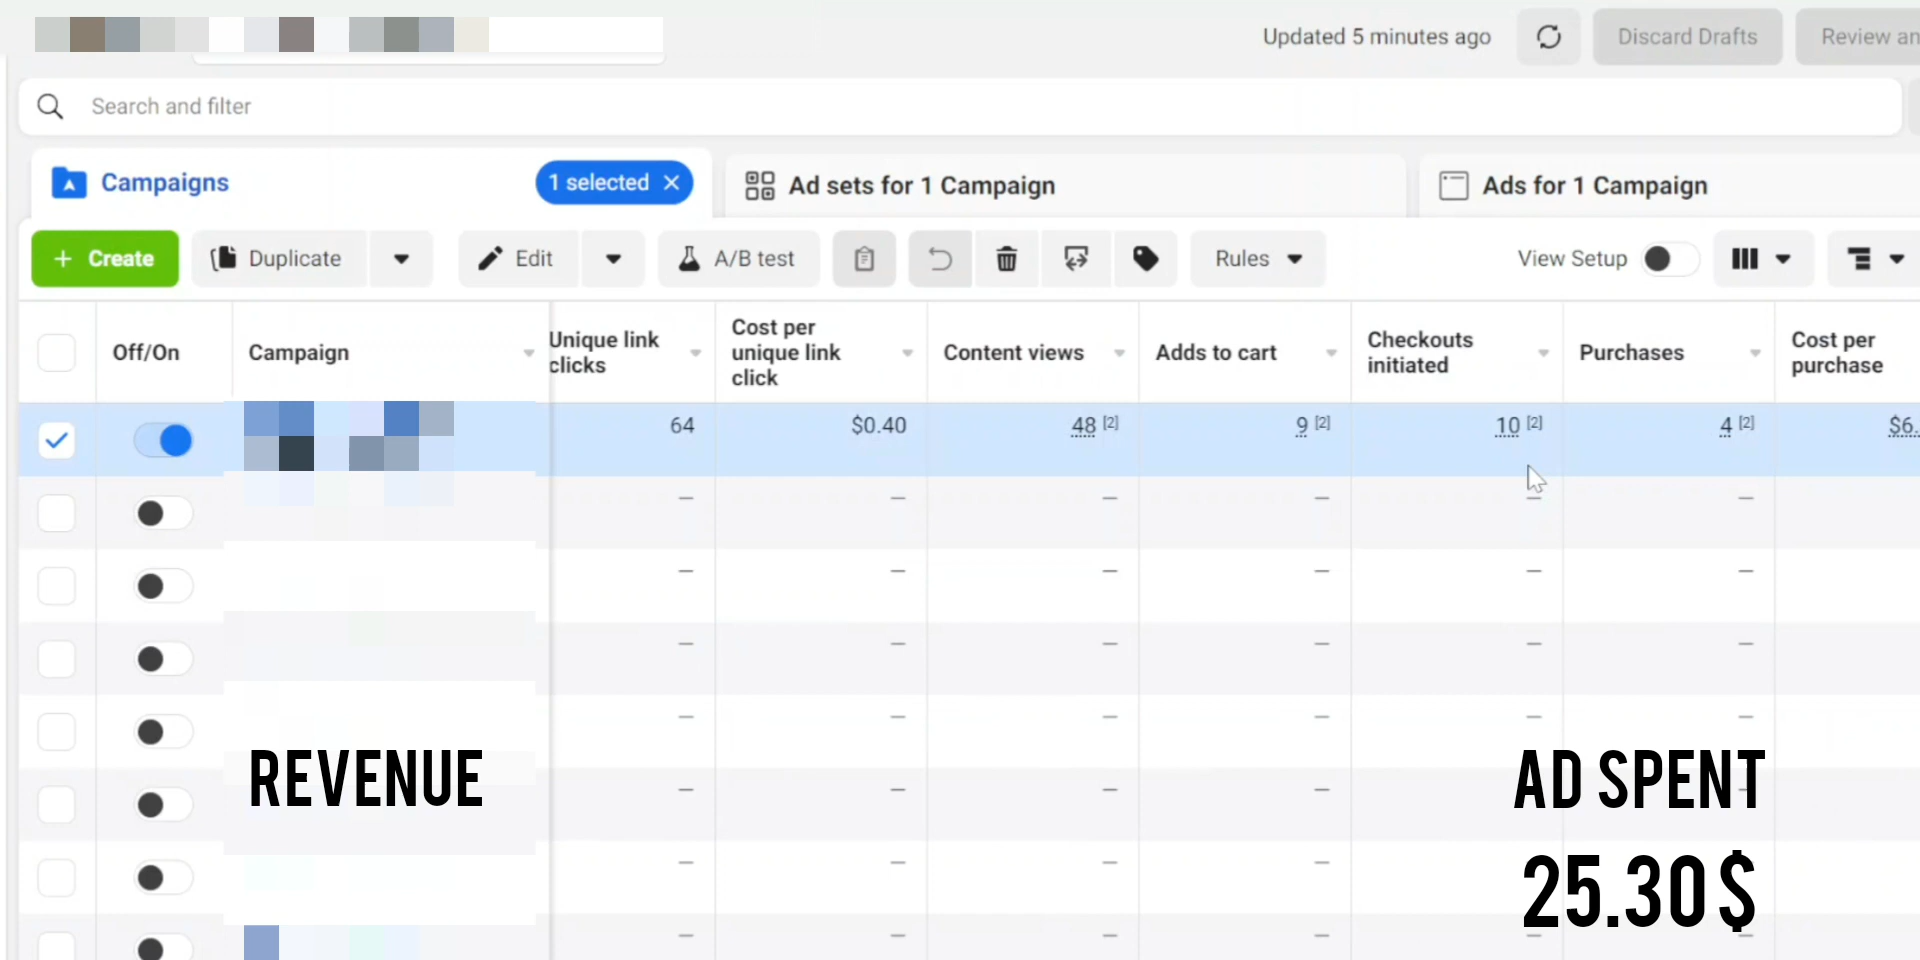 Updated 5 minutes ago
Discard Drafts
Review an
Search and filter
Campaigns
1 selected
Ad sets for 1 Campaign
Ads for 1 Campaign
+ Create
Duplicate
Edit
A/B test
Rules
View Setup
Off/On
Campaign
Unique link
clicks
Cost per
unique link
click
Content views
Adds to cart
Checkouts
initiated
Purchases
Cost per
purchase
64
$0.40
48 [2]
9 [2]
10 [2]
4 [2]
$6...
— — — — — —
— — — — — —
— — — — — —
— — — — — —
REVENUE
AD SPENT
— — — — — —
— — — — — —
25.30$
— — — — — —